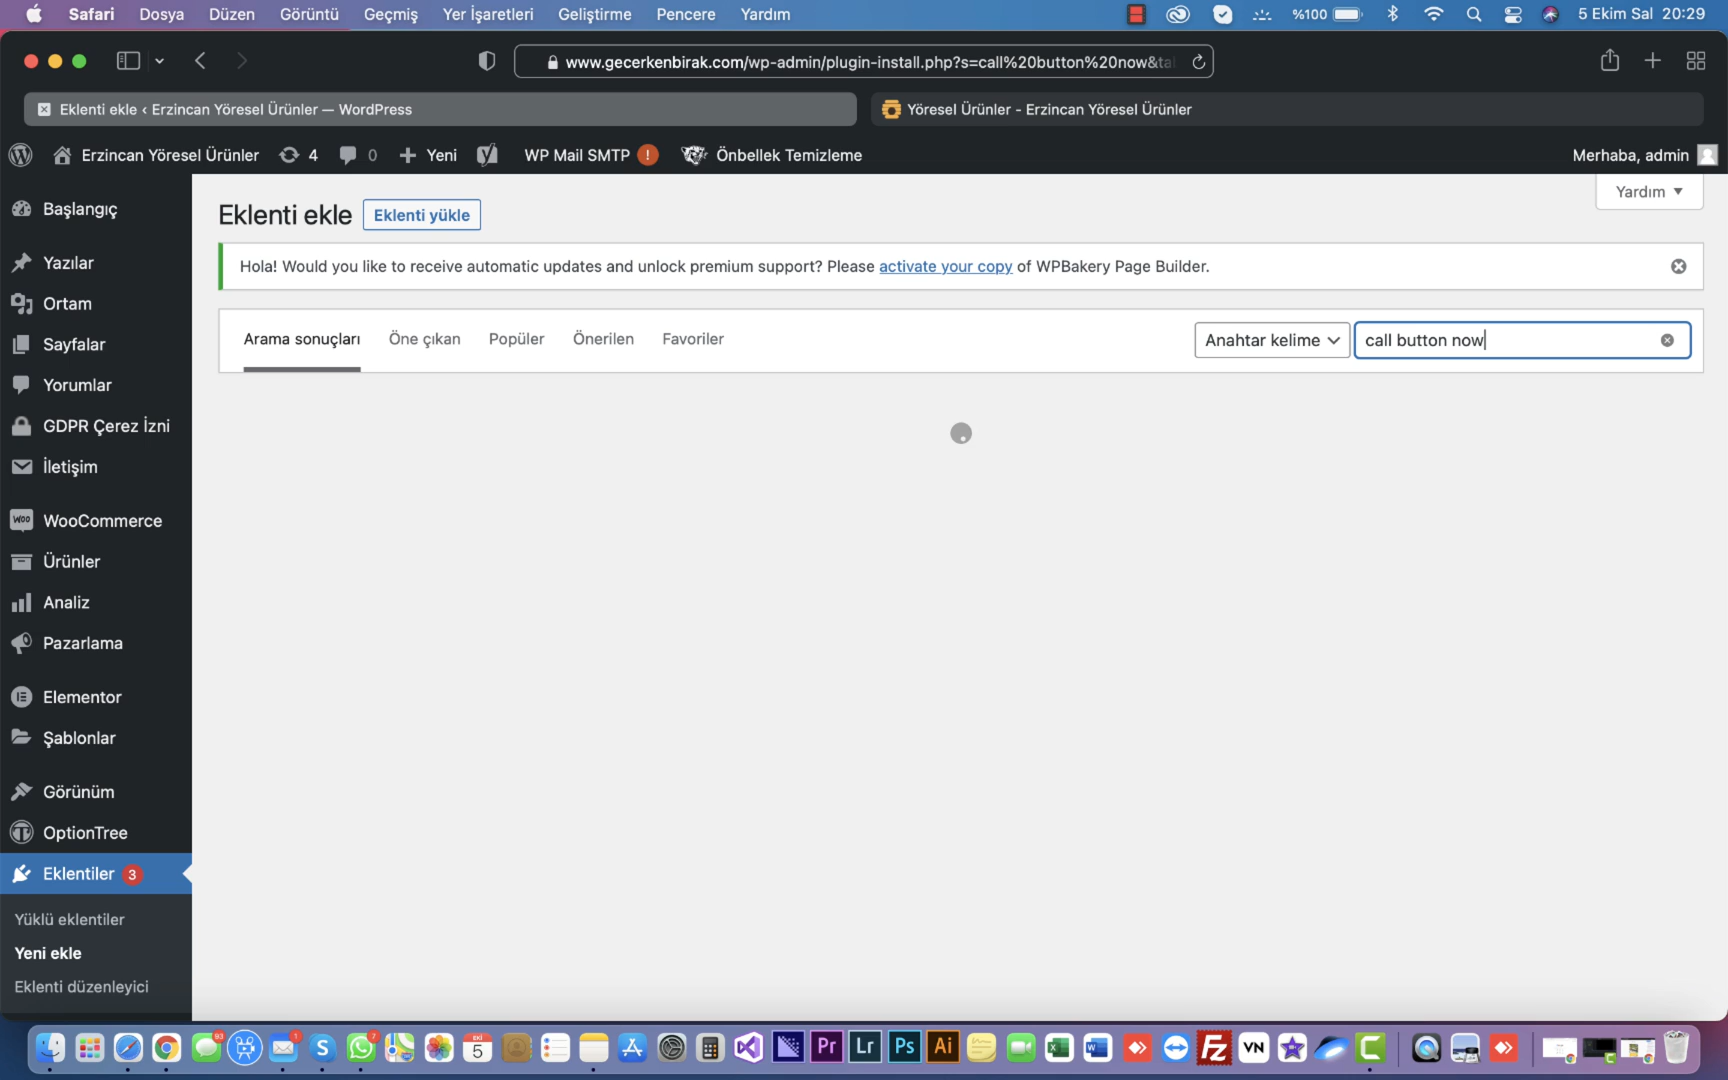 Safari Dosya Düzen Görüntü Geçmiş Yer İşaretleri Geliştirme Pencere Yardım %100 5 Ekim Sal 20:29
www.gecerkenbirak.com/wp-admin/plugin-install.php?s=call%20button%20now&ta
Eklenti ekle ‹ Erzincan Yöresel Ürünler — WordPress
Yöresel Ürünler - Erzincan Yöresel Ürünler
Erzincan Yöresel Ürünler 4 0 Yeni WP Mail SMTP ! Önbellek Temizleme Merhaba, admin
Yardım
Başlangıç
Yazılar
Ortam
Sayfalar
Yorumlar
GDPR Çerez İzni
İletişim
WooCommerce
Ürünler
Analiz
Pazarlama
Elementor
Şablonlar
Görünüm
OptionTree
Eklentiler 3
Yüklü eklentiler
Yeni ekle
Eklenti düzenleyici
Eklenti ekle Eklenti yükle
Hola! Would you like to receive automatic updates and unlock premium support? Please activate your copy of WPBakery Page Builder.
Arama sonuçları Öne çıkan Popüler Önerilen Favoriler Anahtar kelime call button now
93 1 7 5 Pr Lr Ps Ai Fz VN